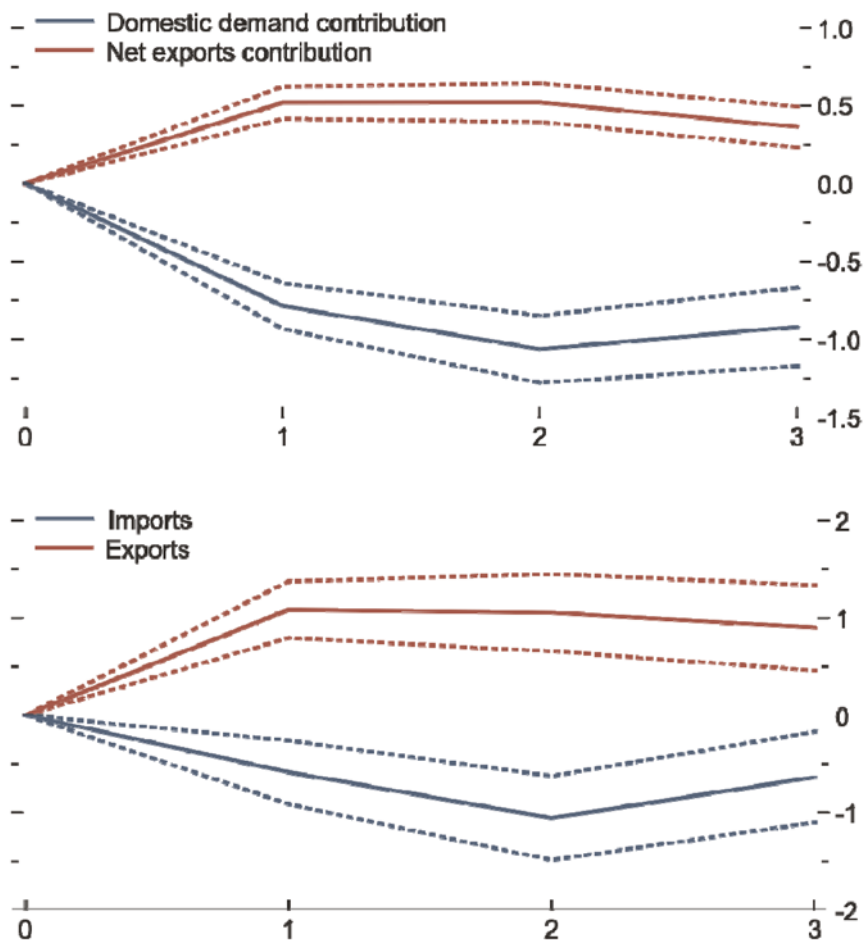 Domestic demand contribution
Net exports contribution
1.0
0.5
0.0
-0.5
-1.0
-1.5
0 1 2 3
Imports
Exports
2
1
0
-1
-2
0 1 2 3